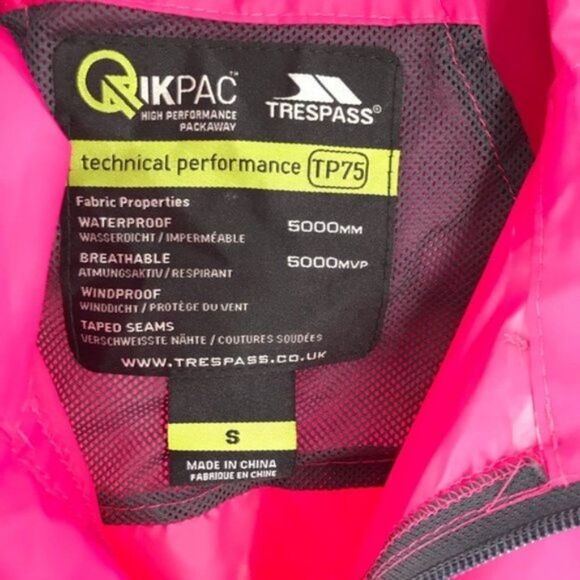 QIKPAC™
HIGH PERFORMANCE
PACKAWAY
TRESPASS®
technical performance TP75
Fabric Properties
WATERPROOF 5000MM
WASSERDICHT / IMPERMÉABLE
BREATHABLE 5000MVP
ATMUNGSAKTIV / RESPIRANT
WINDPROOF
WINDDICHT / PROTÈGE DU VENT
TAPED SEAMS
VERSCHWEISSTE NÄHTE / COUTURES SOUDÉES
WWW.TRESPASS.CO.UK
S
MADE IN CHINA
FABRIQUE EN CHINE